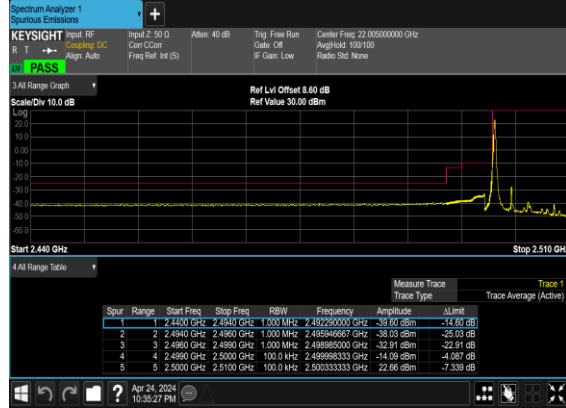 Spectrum Analyzer 1
Spurious Emissions
KEYSIGHT Input: RF Input Z: 50 Ω Atten: 40 dB Trig: Free Run Center Freq: 22.005000000 GHz
R T Coupling: DC Corr CCorr Gate: Off Avg|Hold: 100/100
Align: Auto Freq Ref: Int (S) IF Gain: Low Radio Std: None
PASS
3 All Range Graph
Ref Lvl Offset 8.60 dB
Scale/Div 10.0 dB Ref Value 30.00 dBm
Log
20.0
10.0
0.00
-10.0
-20.0
-30.0
-40.0
-50.0
-60.0
Start 2.440 GHz Stop 2.510 GHz
4 All Range Table
Measure Trace Trace 1
Trace Type Trace Average (Active)
Spur Range Start Freq Stop Freq RBW Frequency Amplitude ΔLimit
1 1 2.4400 GHz 2.4940 GHz 1.000 MHz 2.492290000 GHz -39.60 dBm -14.60 dB
2 2 2.4940 GHz 2.4960 GHz 1.000 MHz 2.495946667 GHz -38.03 dBm -25.03 dB
3 3 2.4960 GHz 2.4990 GHz 1.000 MHz 2.498985000 GHz -32.91 dBm -22.91 dB
4 4 2.4990 GHz 2.5000 GHz 100.0 kHz 2.499998333 GHz -14.09 dBm -4.087 dB
5 5 2.5000 GHz 2.5100 GHz 100.0 kHz 2.500333333 GHz 22.66 dBm -7.339 dB
? Apr 24, 2024
10:35:27 PM